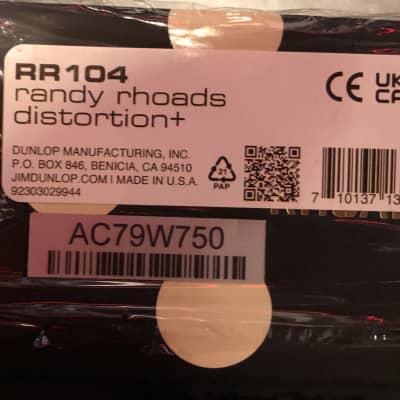 RR104
randy rhoads
distortion+
DUNLOP MANUFACTURING, INC.
P.O. BOX 846, BENICIA, CA 94510
JIMDUNLOP.COM | MADE IN U.S.A.
92303029944
21
PAP
CE UK
CA
7 10137 13
AC79W750